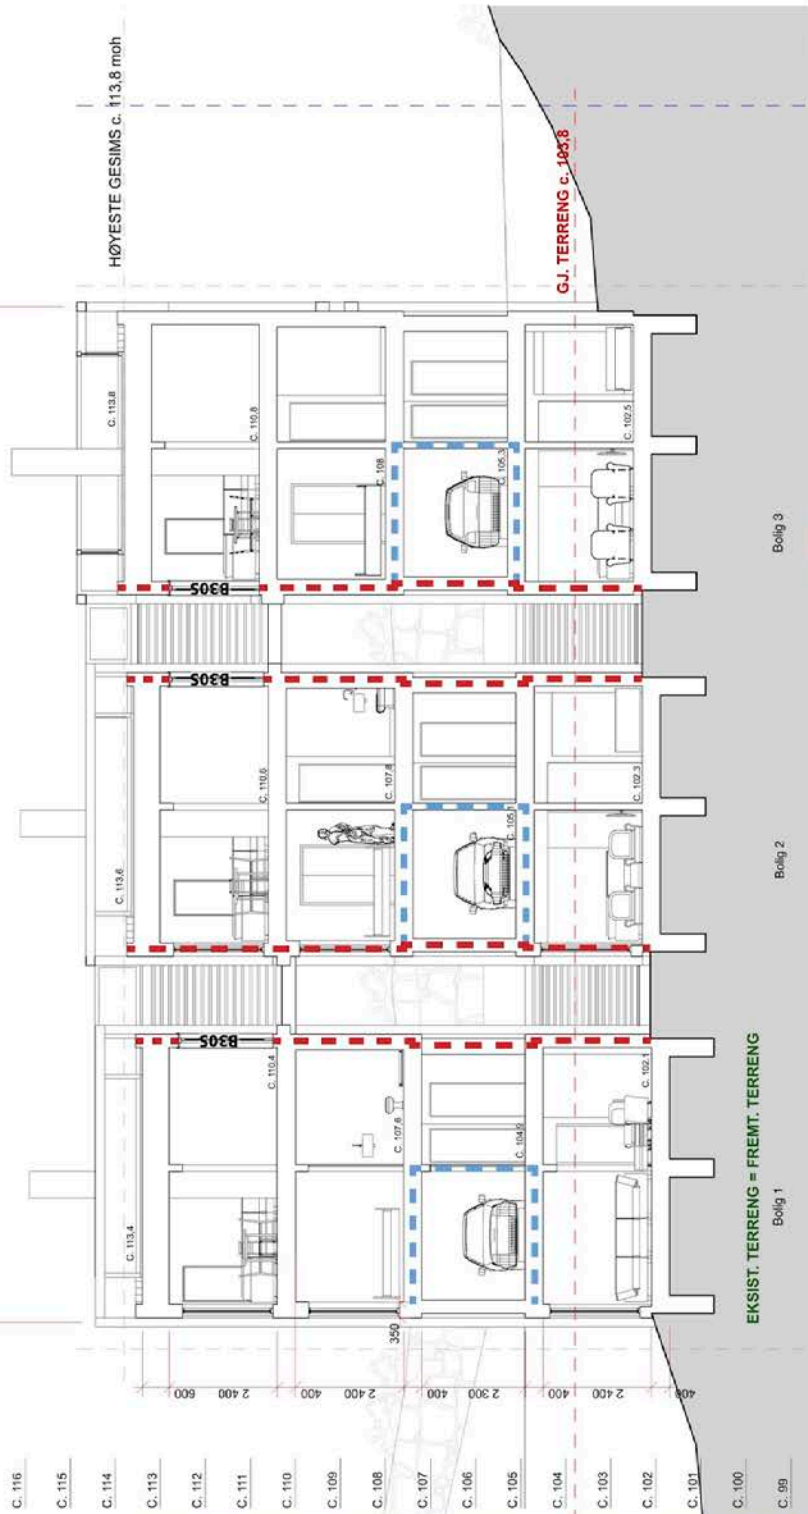 C. 116
C. 115
C. 114
C. 113
C. 112
C. 111
C. 110
C. 109
C. 108
C. 107
C. 106
C. 105
C. 104
C. 103
C. 102
C. 101
C. 100
C. 99
HØYESTE GESIMS c. 113,8 moh
GJ. TERRENG c. 103,8
600
2 400
400
2 400
400
2 300
400
2 400
400
350
C. 113,4
C. 110,4
C. 107,6
C. 104,9
C. 102,1
B30S
C. 113,6
C. 110,6
C. 107,8
C. 105,1
C. 102,3
B30S
C. 113,8
C. 110,8
C. 108
C. 105,3
C. 102,5
B30S
EKSIST. TERRENG = FREMT. TERRENG
Bolig 1
Bolig 2
Bolig 3